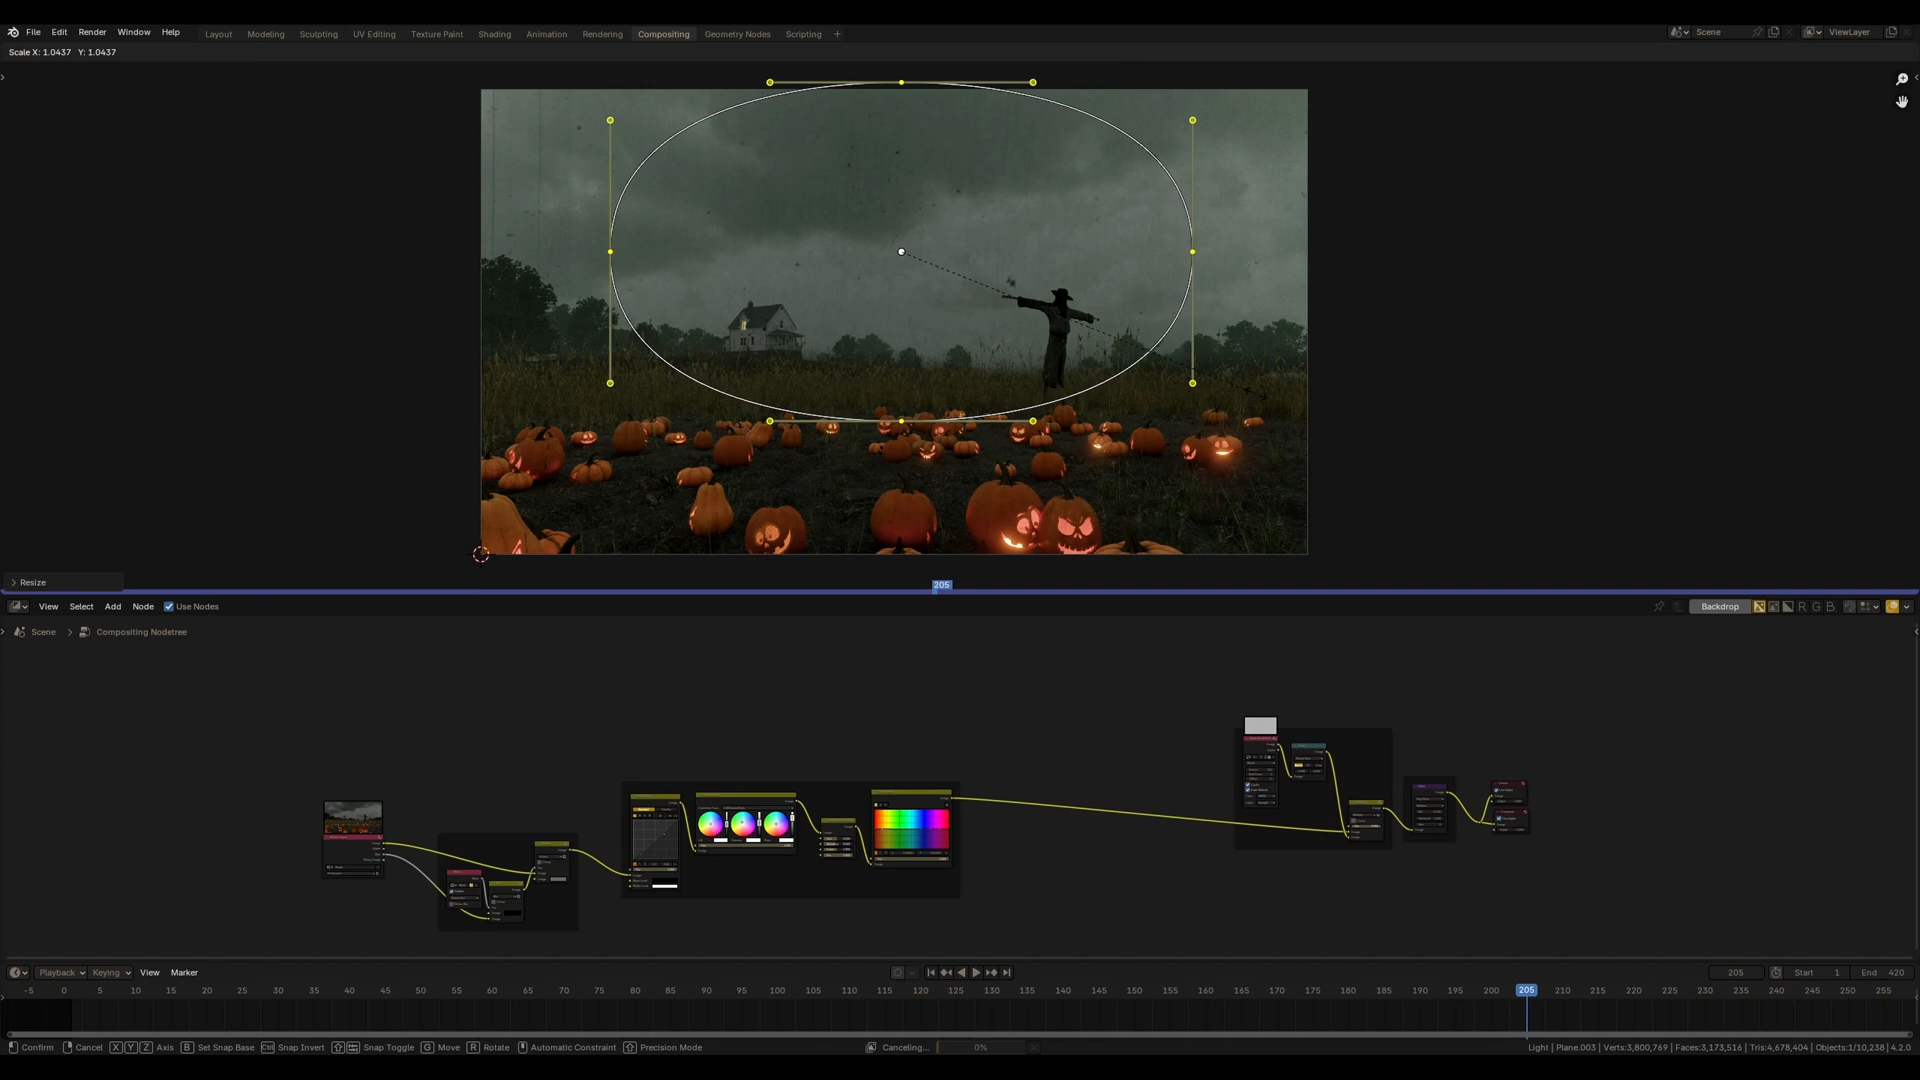 File Edit Render Window Help Layout Modeling Sculpting UV Editing Texture Paint Shading Animation Rendering Compositing Geometry Nodes Scripting + Scene ViewLayer
Scale X: 1.0437 Y: 1.0437
Resize
205
View Select Add Node Use Nodes Backdrop R G B
Scene Compositing Nodetree
Playback Keying View Marker 205 Start 1 End 420
-5 0 5 10 15 20 25 30 35 40 45 50 55 60 65 70 75 80 85 90 95 100 105 110 115 120 125 130 135 140 145 150 155 160 165 170 175 180 185 190 195 200 205 210 215 220 225 230 235 240 245 250 255
Confirm Cancel X Y Z Axis B Set Snap Base Ctrl Snap Invert Snap Toggle G Move R Rotate Automatic Constraint Precision Mode Canceling... 0% Light | Plane.003 | Verts:3,800,769 | Faces:3,173,516 | Tris:4,678,404 | Objects:1/10,238 | 4.2.0